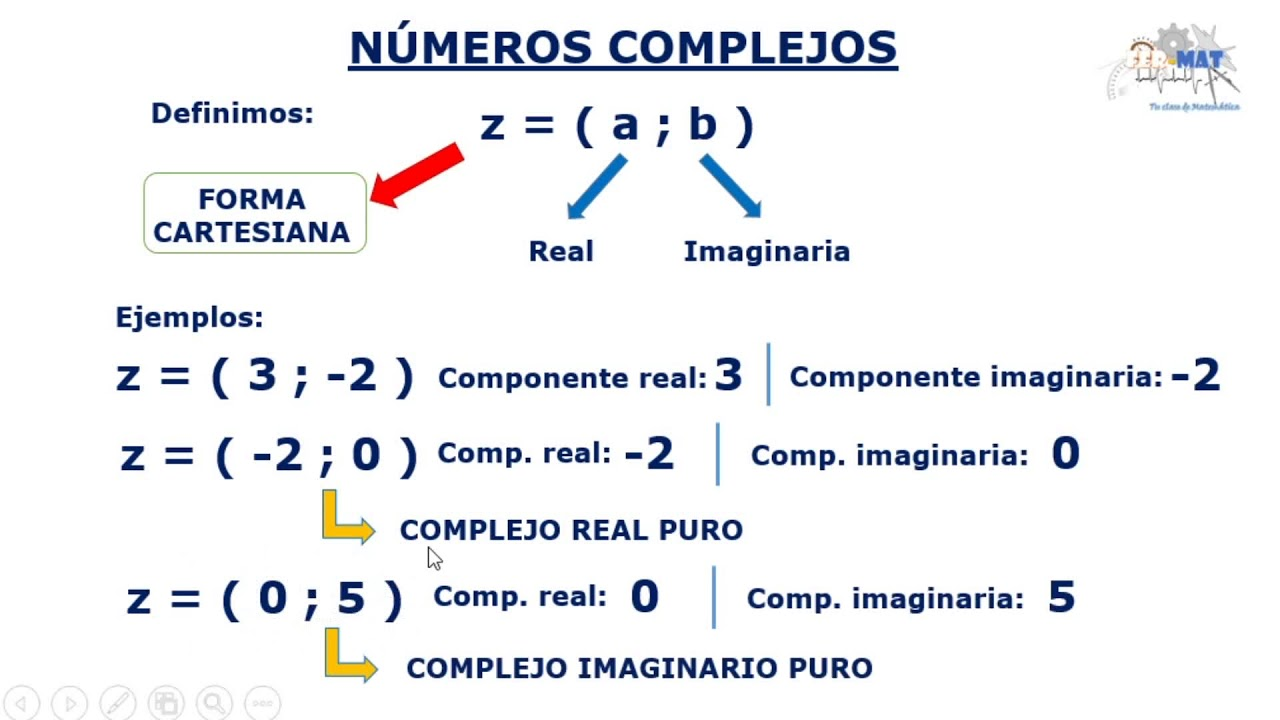 NÚMEROS COMPLEJOS
FER-MAT
Tu clase de Matemática
Definimos:
z = ( a ; b )
FORMA
CARTESIANA
Real
Imaginaria
Ejemplos:
z = ( 3 ; -2 ) Componente real: 3 Componente imaginaria: -2
z = ( -2 ; 0 ) Comp. real: -2 Comp. imaginaria: 0
COMPLEJO REAL PURO
z = ( 0 ; 5 ) Comp. real: 0 Comp. imaginaria: 5
COMPLEJO IMAGINARIO PURO